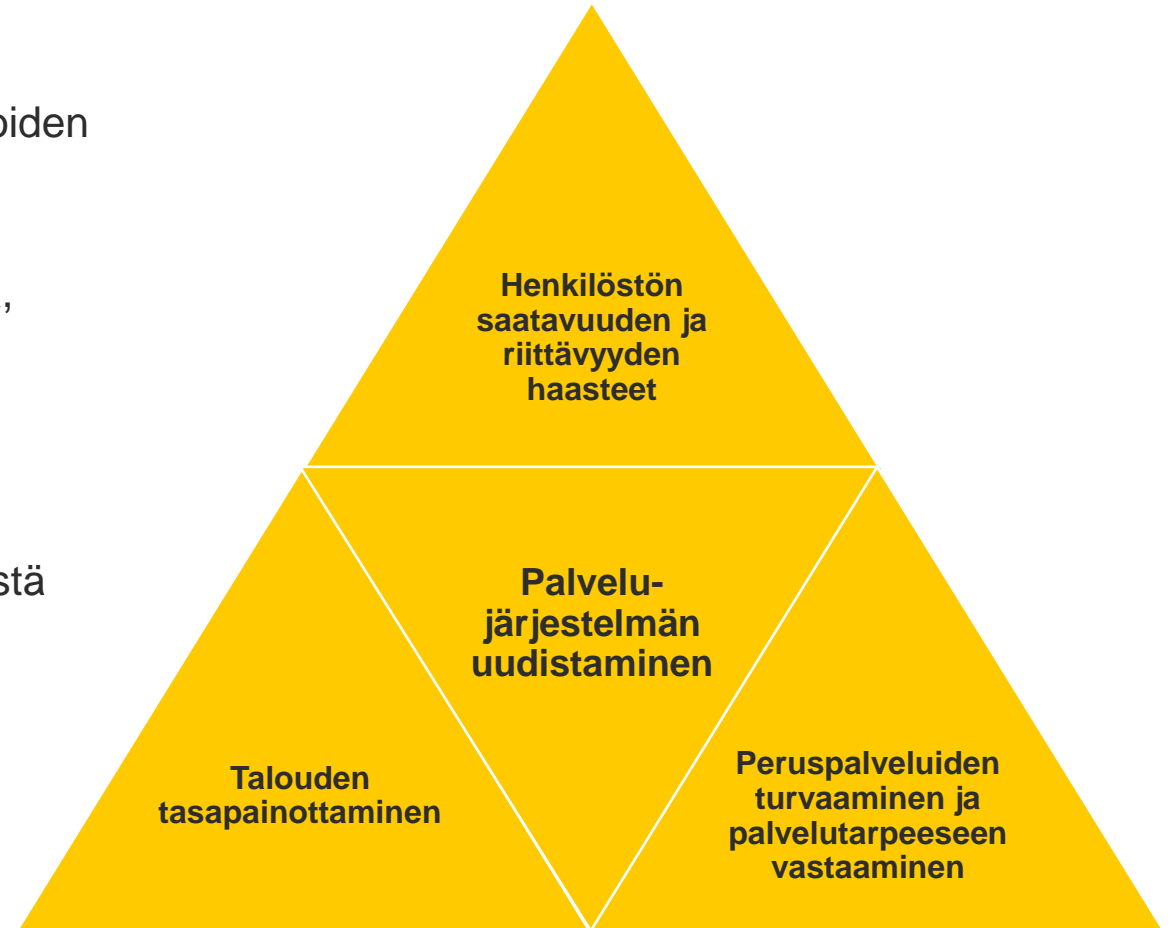 Henkilöstön
saatavuuden ja
riittävyyden
haasteet
Palvelu-
järjestelmän
uudistaminen
Talouden
tasapainottaminen
Peruspalveluiden
turvaaminen ja
palvelutarpeeseen
vastaaminen